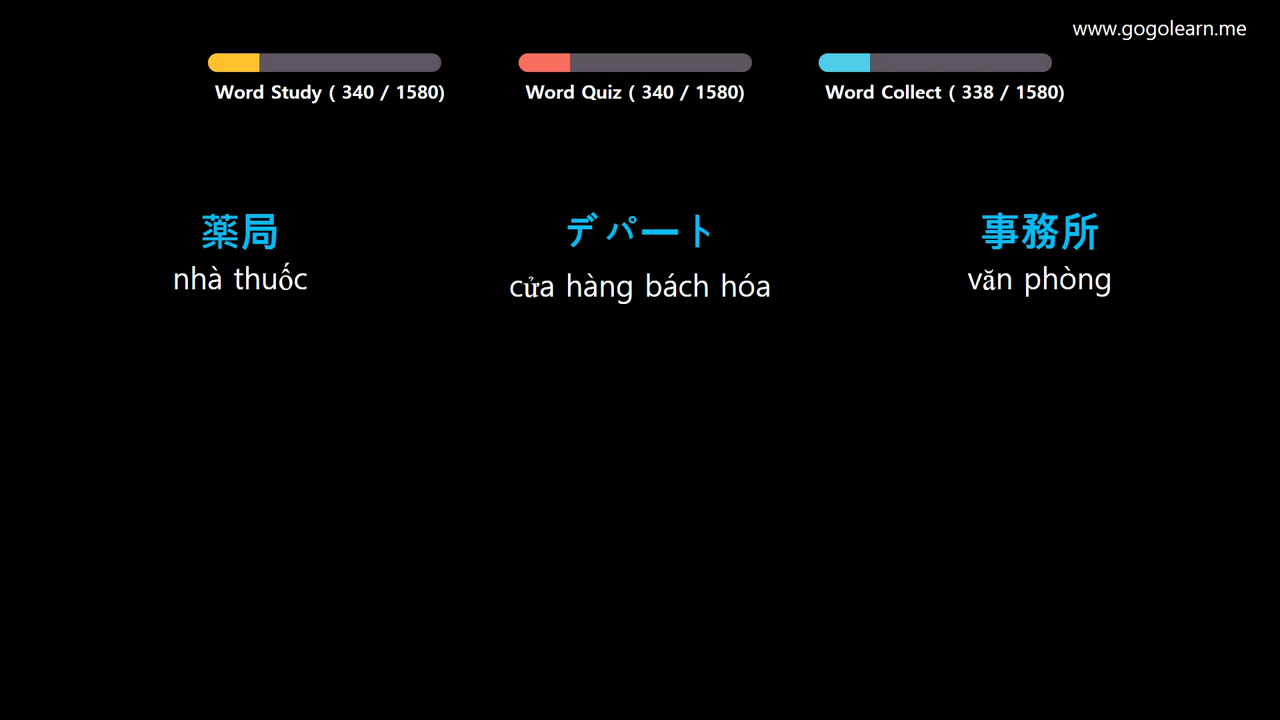 www.gogolearn.me
Word Study ( 340 / 1580)
Word Quiz ( 340 / 1580)
Word Collect ( 338 / 1580)
薬局
nhà thuốc
デパート
cửa hàng bách hóa
事務所
văn phòng